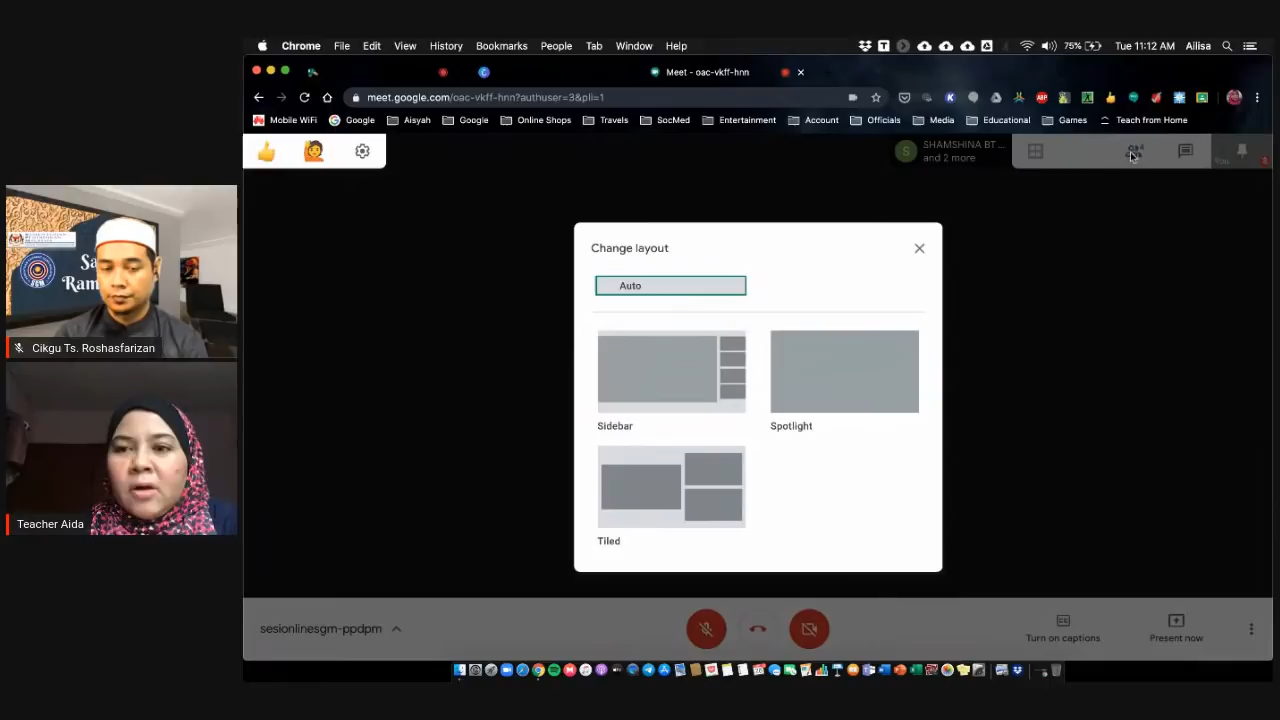 Chrome File Edit View History Bookmarks People Tab Window Help
75% Tue 11:12 AM Ailisa
Meet - oac-vkff-hnn
meet.google.com/oac-vkff-hnn?authuser=3&pli=1
Mobile WiFi Google Aisyah Google Online Shops Travels SocMed Entertainment Account Officials Media Educational Games Teach from Home
SHAMSHINA BT ...
and 2 more
You
Change layout
Auto
Sidebar
Spotlight
Tiled
SGM
Cikgu Ts. Roshasfarizan
Teacher Aida
sesionlinesgm-ppdpm
Turn on captions
Present now